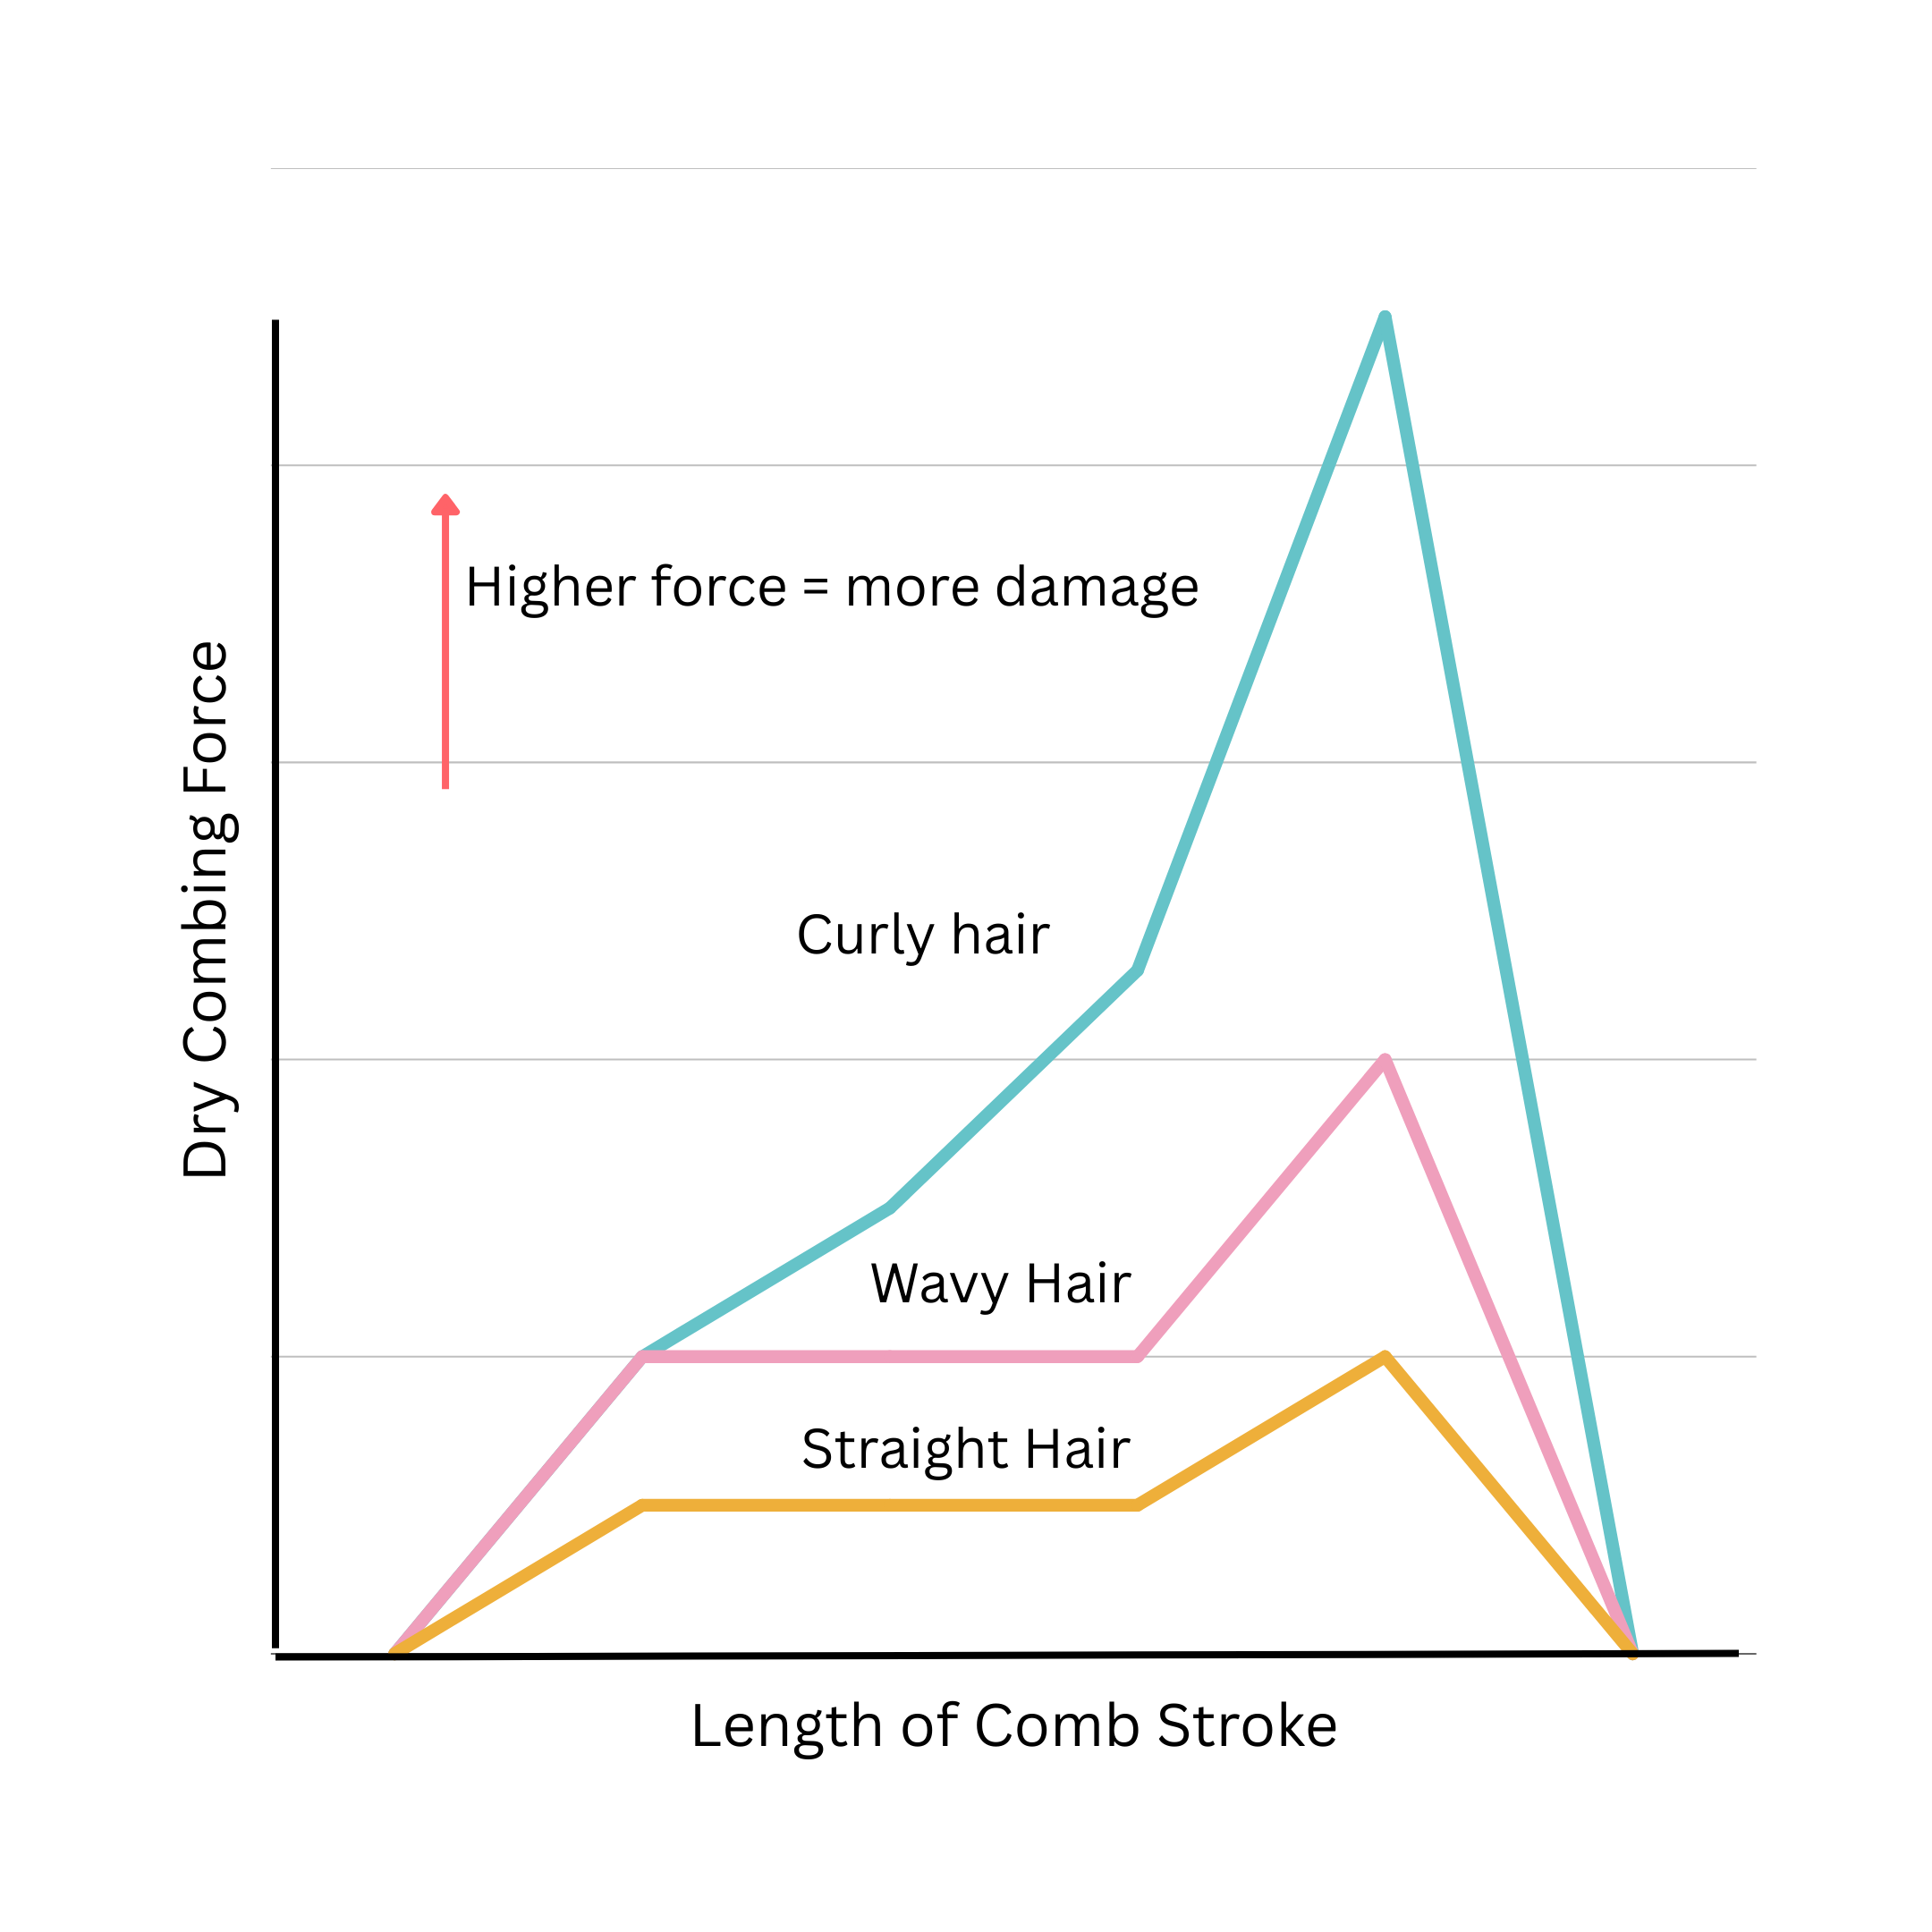 Higher force = more damage
Dry Combing Force
Curly hair
Wavy Hair
Straight Hair
Length of Comb Stroke